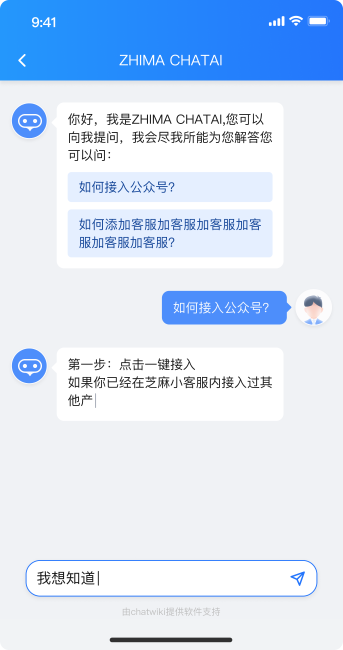 9:41
ZHIMA CHATAI
你好，我是ZHIMA CHATAI,您可以
向我提问，我会尽我所能为您解答您
可以问：
如何接入公众号?
如何添加客服加客服加客服加客
服加客服加客服?
如何接入公众号?
第一步：点击一键接入
如果你已经在芝麻小客服内接入过其
他产
我想知道
由chatwiki提供软件支持